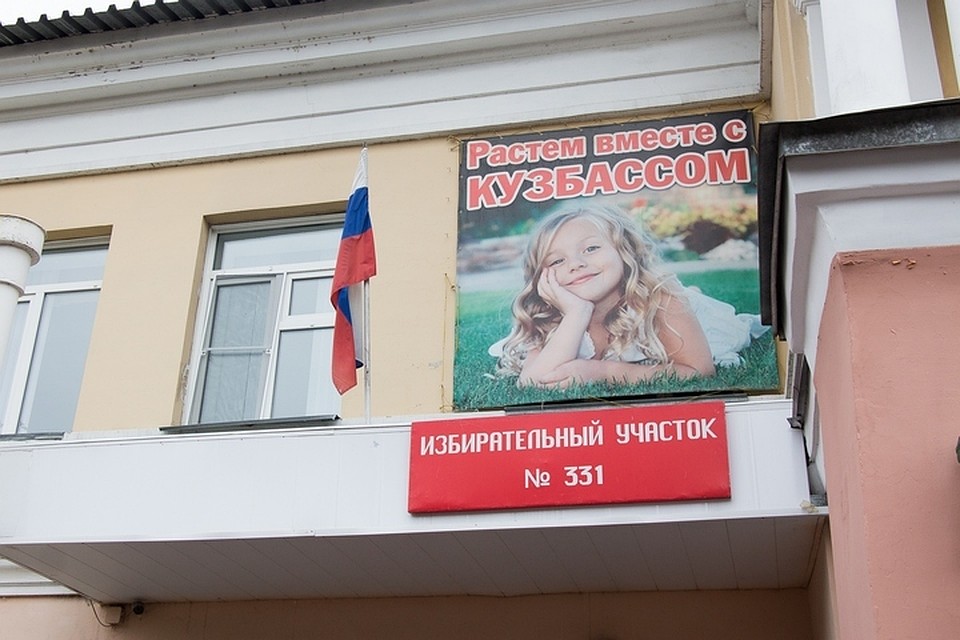 Растем вместе с
КУЗБАССОМ
ИЗБИРАТЕЛЬНЫЙ УЧАСТОК
№ 331